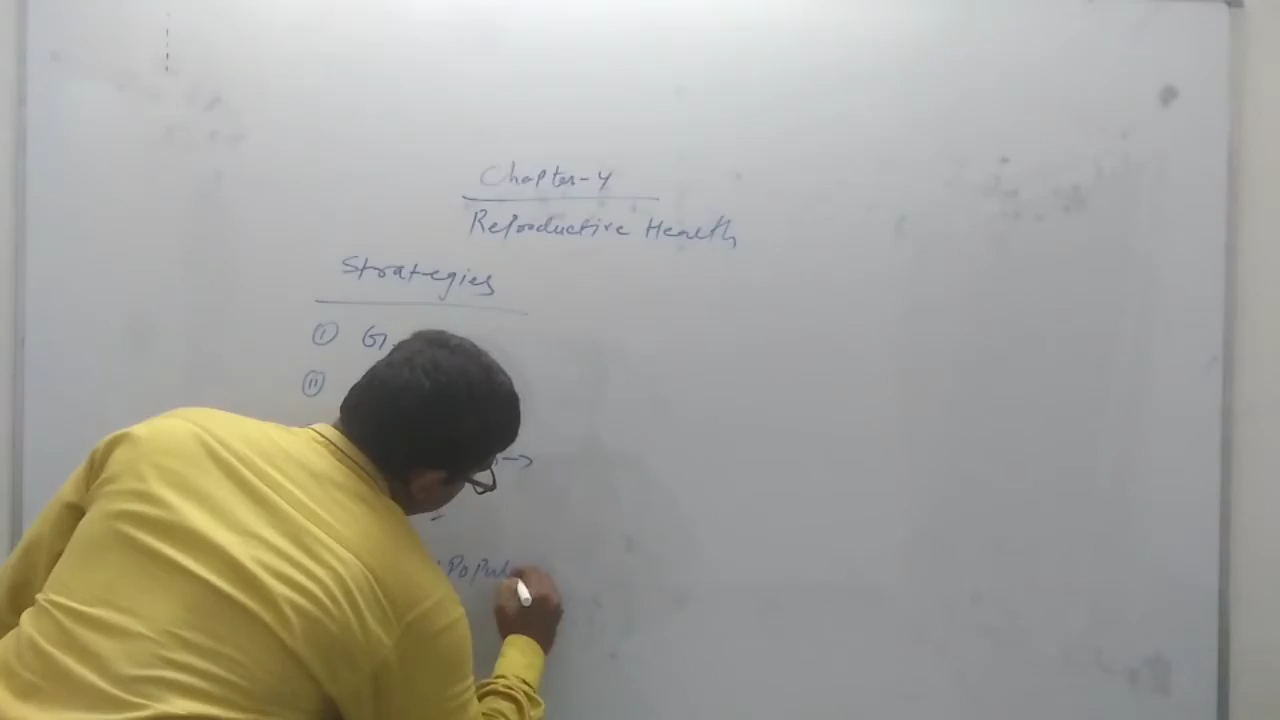 Chapter-4
Reproductive Health
Strategies
(i) G
(ii)
→
Popul